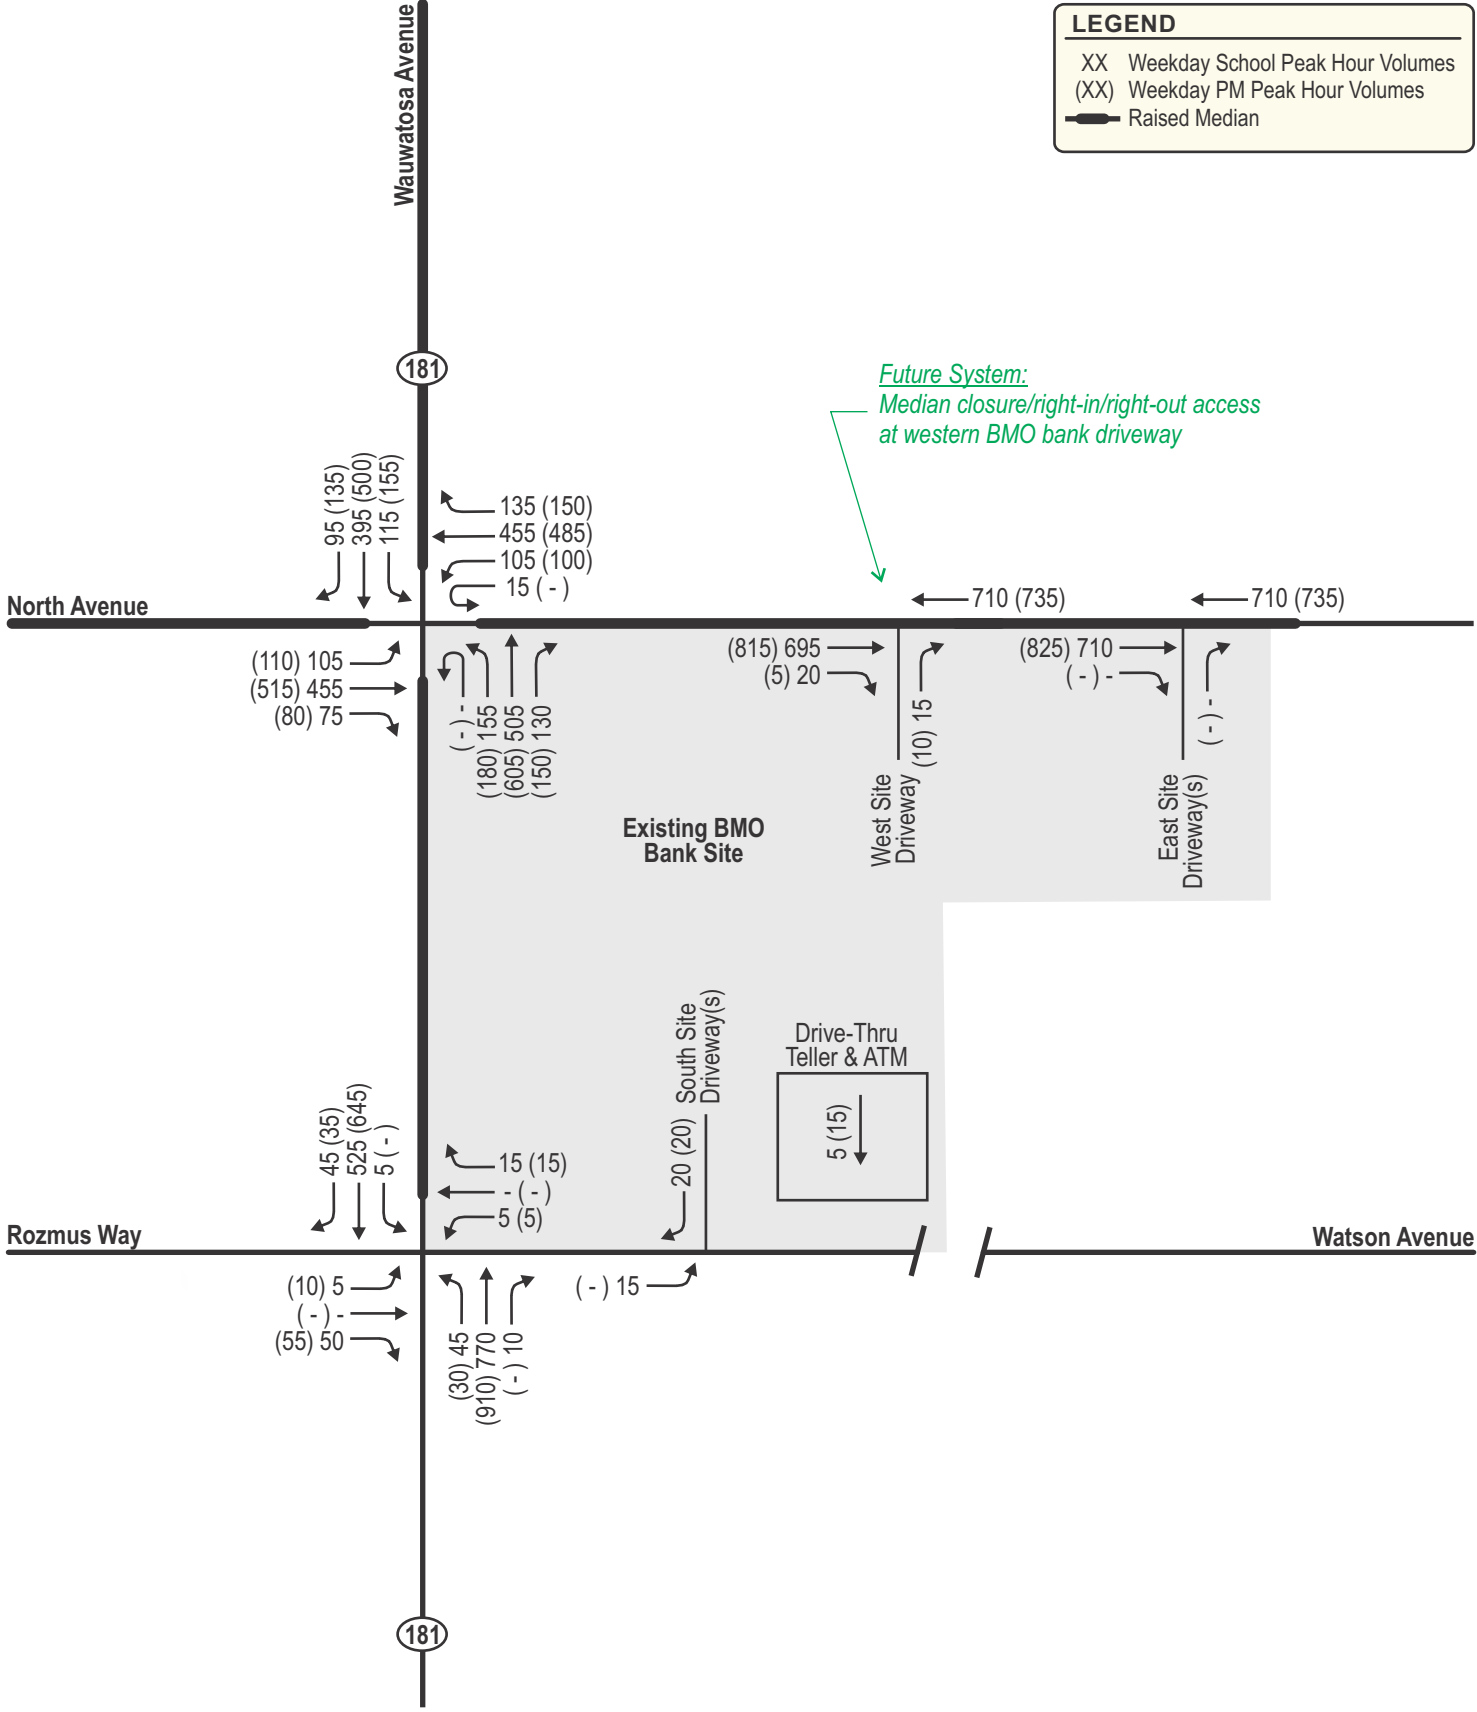 Wauwatosa Avenue
LEGEND
XX Weekday School Peak Hour Volumes
(XX) Weekday PM Peak Hour Volumes
Raised Median
181
Future System:
Median closure/right-in/right-out access
at western BMO bank driveway
95 (135)
395 (500)
115 (155)
135 (150)
455 (485)
105 (100)
15 ( - )
North Avenue
710 (735)
710 (735)
(110) 105
(515) 455
(80) 75
( - ) -
(180) 155
(605) 505
(150) 130
(815) 695
(5) 20
(10) 15
(825) 710
( - ) -
( - ) -
West Site
Driveway
East Site
Driveway(s)
Existing BMO
Bank Site
South Site
Driveway(s)
Drive-Thru
Teller & ATM
5 (15)
45 (35)
525 (645)
5 ( - )
15 (15)
- ( - )
5 (5)
20 (20)
Rozmus Way
Watson Avenue
(10) 5
( - ) -
(55) 50
(30) 45
(910) 770
( - ) 10
( - ) 15
181